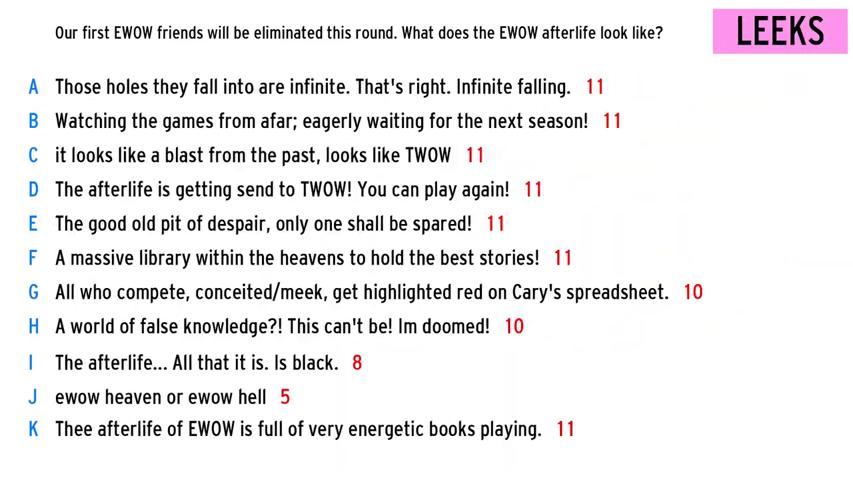 Our first EWOW friends will be eliminated this round. What does the EWOW afterlife look like?
LEEKS
A Those holes they fall into are infinite. That's right. Infinite falling. 11
B Watching the games from afar; eagerly waiting for the next season! 11
C it looks like a blast from the past, looks like TWOW 11
D The afterlife is getting send to TWOW! You can play again! 11
E The good old pit of despair, only one shall be spared! 11
F A massive library within the heavens to hold the best stories! 11
G All who compete, conceited/meek, get highlighted red on Cary's spreadsheet. 10
H A world of false knowledge?! This can't be! Im doomed! 10
I The afterlife... All that it is. Is black. 8
J ewow heaven or ewow hell 5
K Thee afterlife of EWOW is full of very energetic books playing. 11